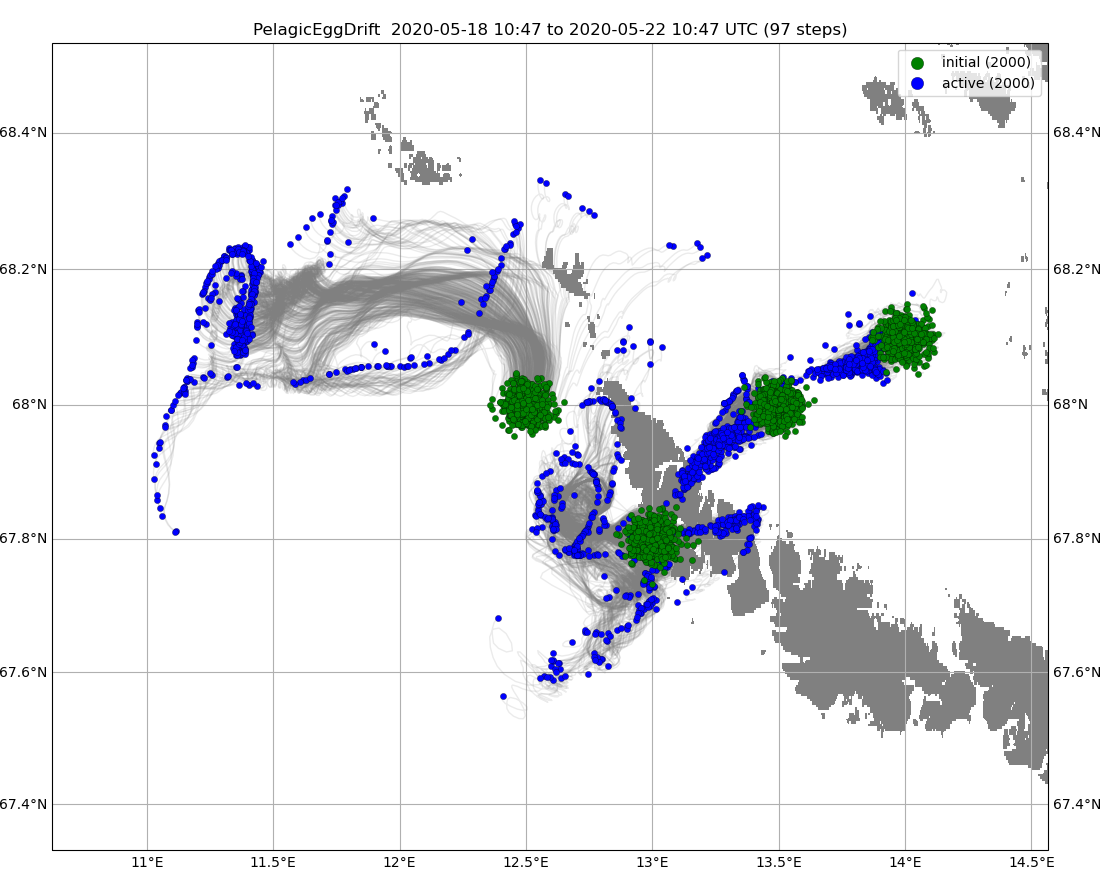 PelagicEggDrift  2020-05-18 10:47 to 2020-05-22 10:47 UTC (97 steps)
initial (2000)
active (2000)
68.4°N 68.4°N
68.2°N 68.2°N
68°N 68°N
67.8°N 67.8°N
67.6°N 67.6°N
67.4°N 67.4°N
11°E 11.5°E 12°E 12.5°E 13°E 13.5°E 14°E 14.5°E